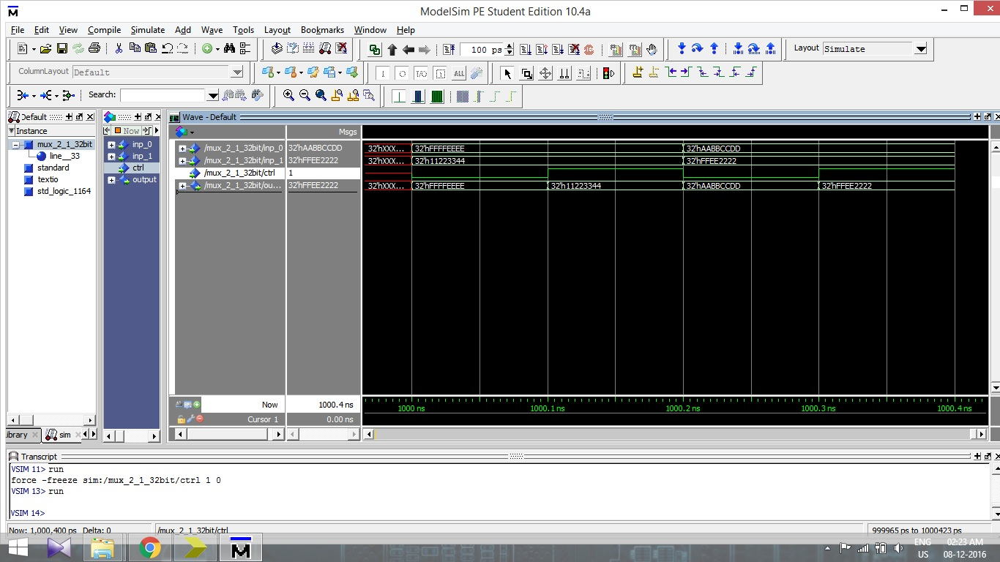 ModelSim PE Student Edition 10.4a
File Edit View Compile Simulate Add Wave Tools Layout Bookmarks Window Help
100 ps
Layout Simulate
ColumnLayout Default
ALL
Search:
Default
Instance
mux_2_1_32bit
line__33
standard
textio
std_logic_1164
Now
inp_0
inp_1
ctrl
output
Wave - Default
Msgs
/mux_2_1_32bit/inp_0 32'hAABBCCDD 32'hXXX... 32'hFFFFEEEE 32'hAABBCCDD
/mux_2_1_32bit/inp_1 32'hFFEE2222 32'hXXX... 32'h11223344 32'hFFEE2222
/mux_2_1_32bit/ctrl 1
/mux_2_1_32bit/ou... 32'hFFEE2222 32'hXXX... 32'hFFFFEEEE 32'h11223344 32'hAABBCCDD 32'hFFEE2222
Now 1000.4 ns 1000 ns 1000.1 ns 1000.2 ns 1000.3 ns 1000.4 ns
Cursor 1 0.00 ns
ibrary sim
Transcript
VSIM 11> run
force -freeze sim:/mux_2_1_32bit/ctrl 1 0
VSIM 13> run
VSIM 14>
Now: 1,000,400 ps Delta: 0 /mux_2_1_32bit/ctrl 999965 ps to 1000423 ps
M
ENG 02:23 AM
US 08-12-2016